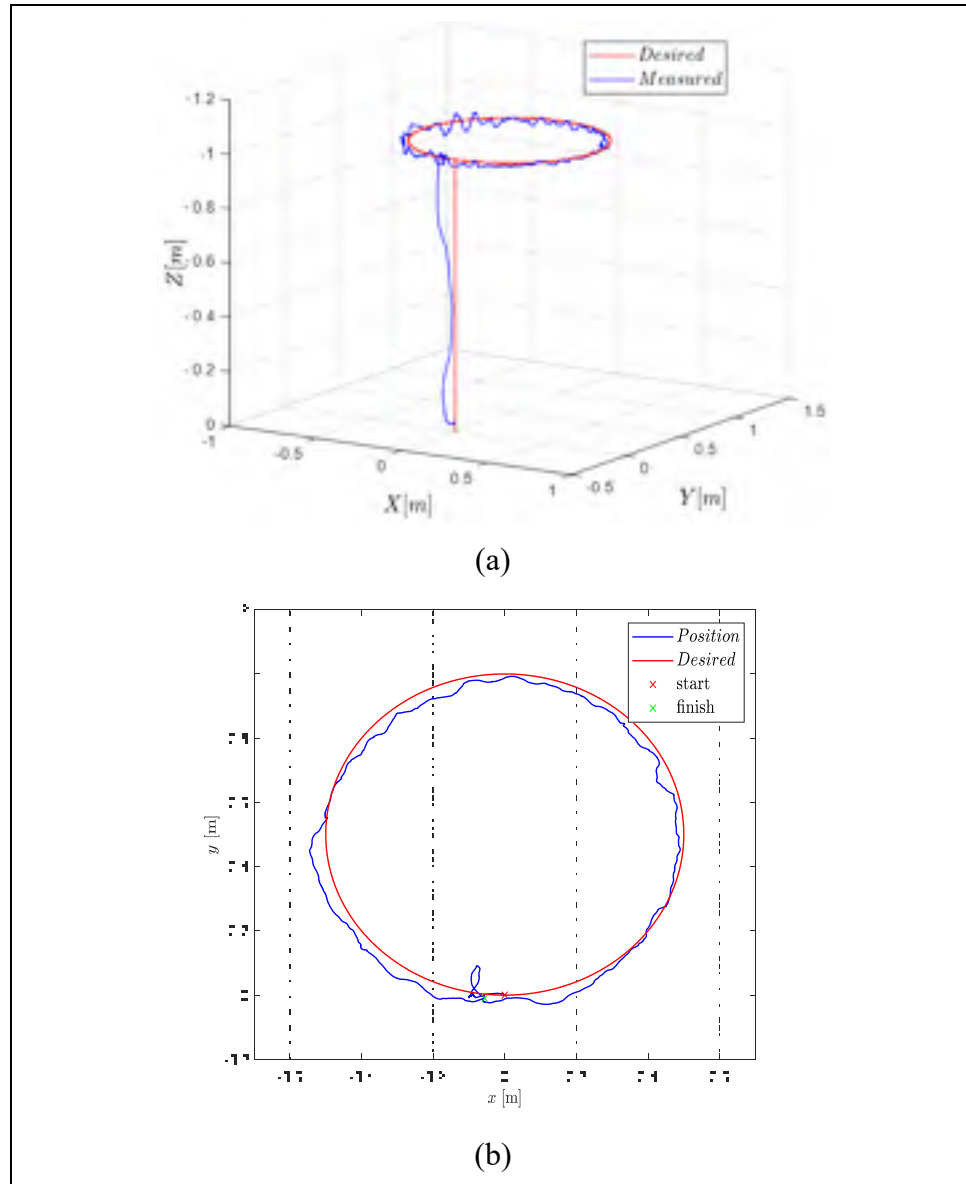 Desired
Measured
-1.2
-1
-0.8
-0.6
-0.4
-0.2
0
Z[m]
-1
-0.5
0
0.5
1
X[m]
-0.5
0
0.5
1
1.5
Y[m]
(a)
Position
Desired
start
finish
y [m]
x [m]
(b)